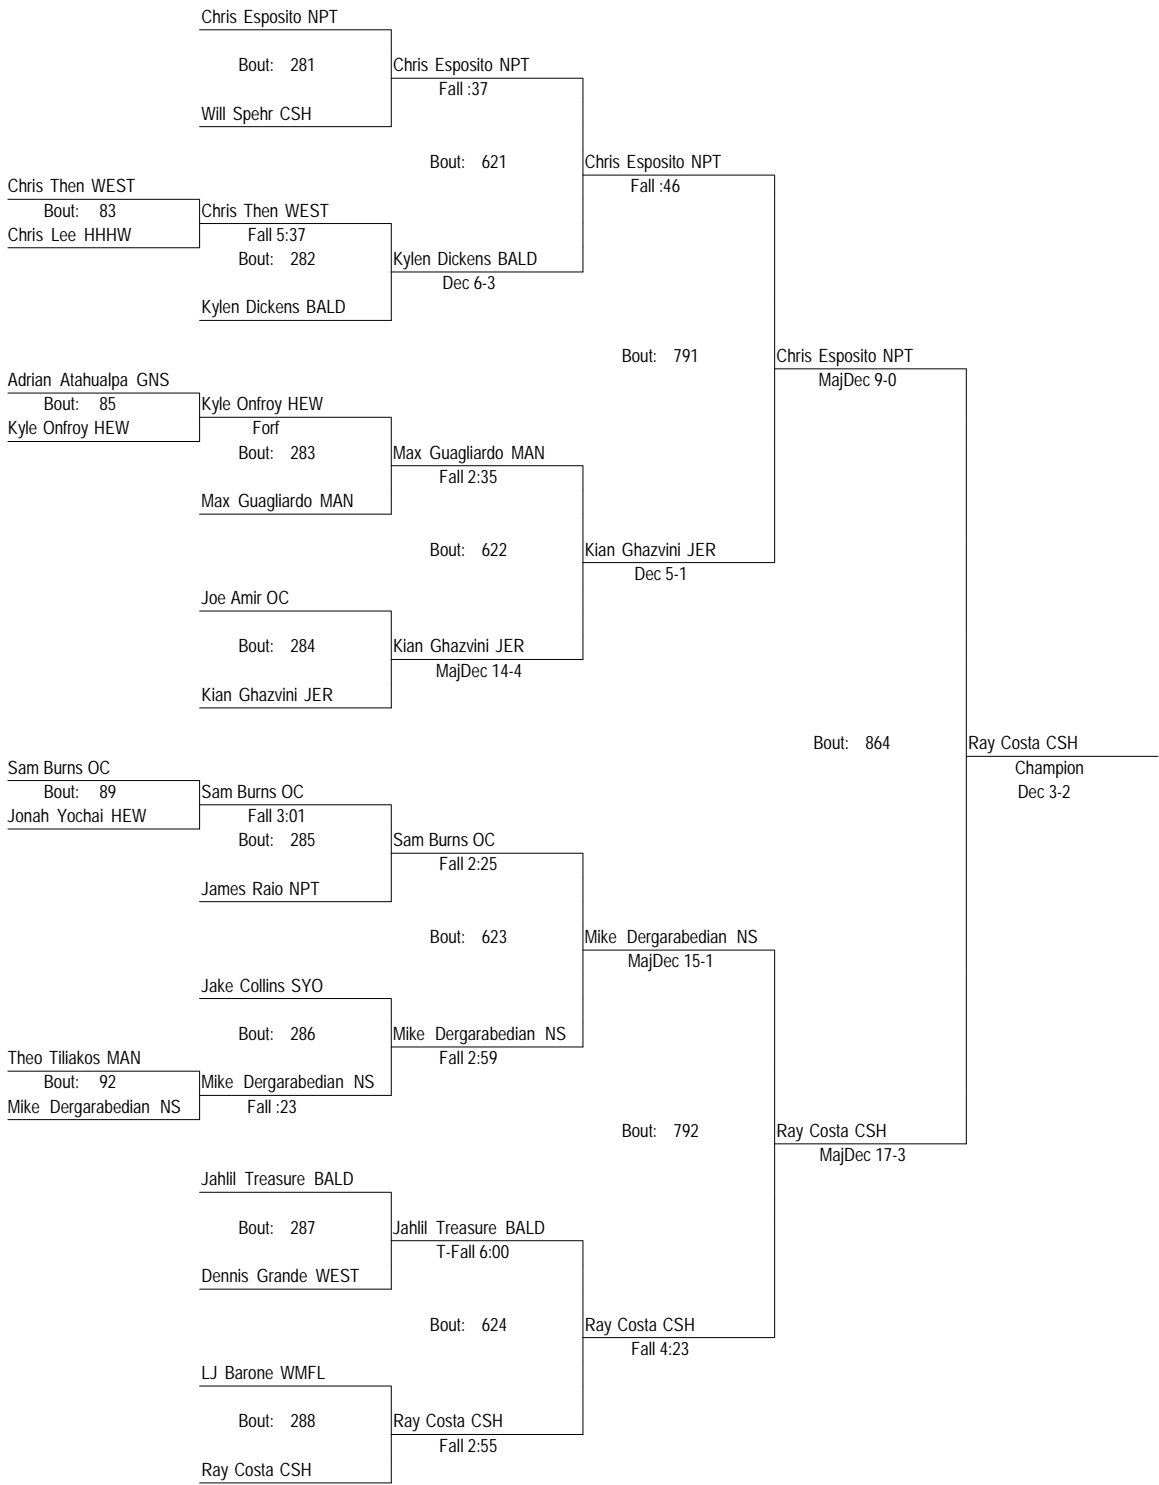 Chris Esposito NPT
Bout: 281
Chris Esposito NPT
Fall :37
Will Spehr CSH
Bout: 621
Chris Esposito NPT
Fall :46
Chris Then WEST
Bout: 83
Chris Lee HHHW
Chris Then WEST
Fall 5:37
Bout: 282
Kylen Dickens BALD
Dec 6-3
Kylen Dickens BALD
Bout: 791
Chris Esposito NPT
MajDec 9-0
Adrian Atahualpa GNS
Bout: 85
Kyle Onfroy HEW
Kyle Onfroy HEW
Forf
Bout: 283
Max Guagliardo MAN
Fall 2:35
Max Guagliardo MAN
Bout: 622
Kian Ghazvini JER
Dec 5-1
Joe Amir OC
Bout: 284
Kian Ghazvini JER
MajDec 14-4
Kian Ghazvini JER
Bout: 864
Ray Costa CSH
Champion
Dec 3-2
Sam Burns OC
Bout: 89
Jonah Yochai HEW
Sam Burns OC
Fall 3:01
Bout: 285
Sam Burns OC
Fall 2:25
James Raio NPT
Bout: 623
Mike Dergarabedian NS
MajDec 15-1
Jake Collins SYO
Bout: 286
Mike Dergarabedian NS
Fall 2:59
Theo Tiliakos MAN
Bout: 92
Mike Dergarabedian NS
Mike Dergarabedian NS
Fall :23
Bout: 792
Ray Costa CSH
MajDec 17-3
Jahlil Treasure BALD
Bout: 287
Jahlil Treasure BALD
T-Fall 6:00
Dennis Grande WEST
Bout: 624
Ray Costa CSH
Fall 4:23
LJ Barone WMFL
Bout: 288
Ray Costa CSH
Fall 2:55
Ray Costa CSH